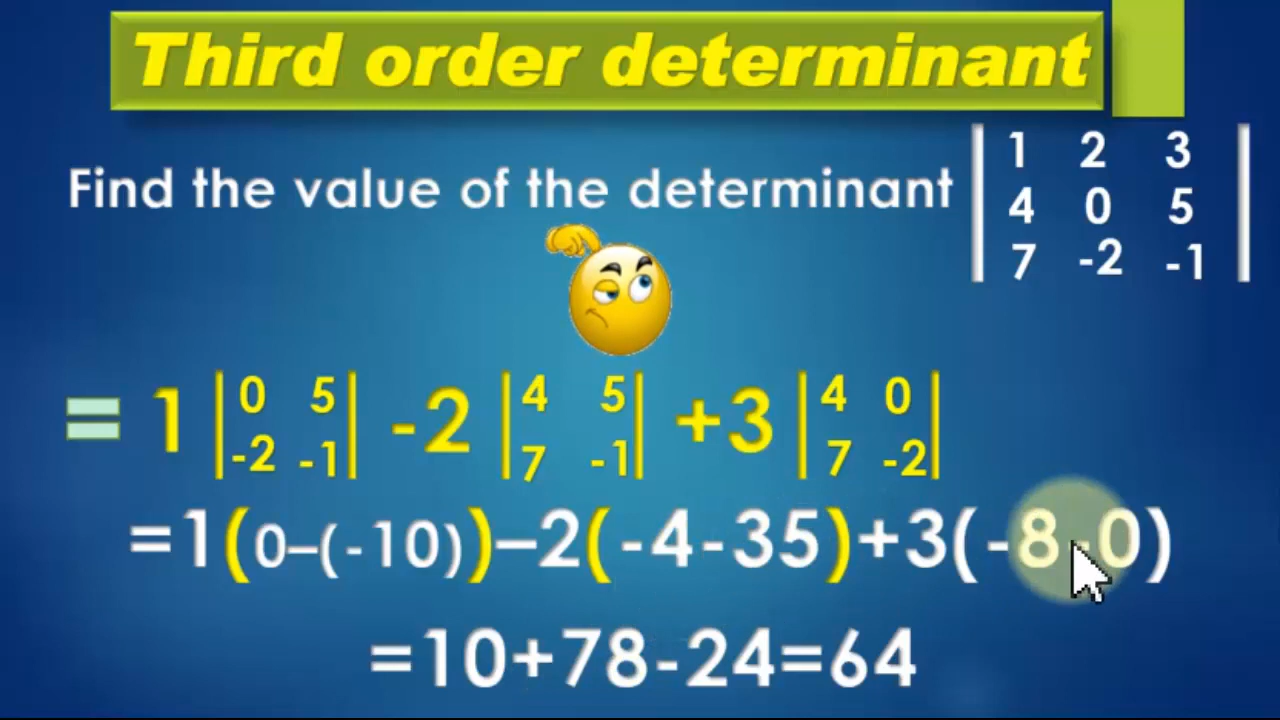 Third order determinant
Find the value of the determinant
1 2 3
4 0 5
7 -2 -1
= 1 |0 5| -2 |4 5| +3 |4 0|
|-2 -1| |7 -1| |7 -2|
=1(0–(-10))–2(-4-35)+3(-8-0)
=10+78-24=64